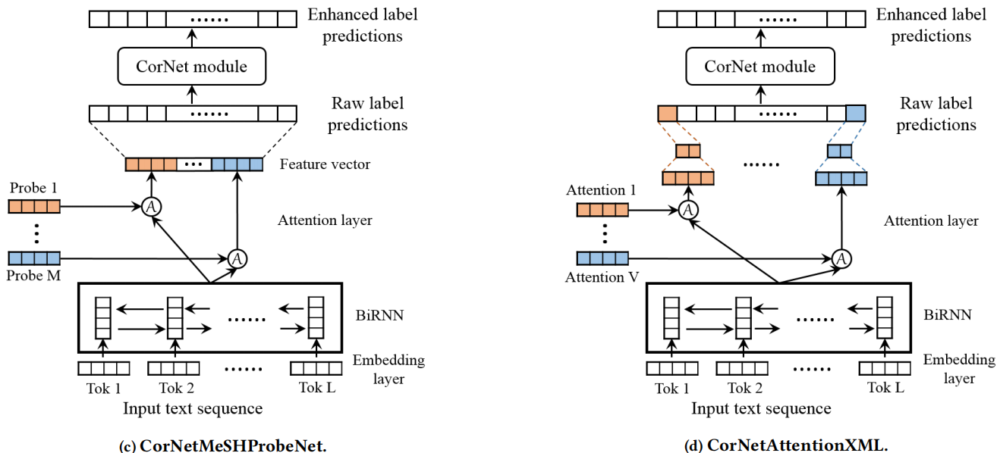 Enhanced label
predictions
CorNet module
Raw label
predictions
Feature vector
Probe 1
A
Attention layer
A
Probe M
BiRNN
Embedding
layer
Tok 1
Tok 2
Tok L
Input text sequence
(c) CorNetMeSHProbeNet.
Enhanced label
predictions
CorNet module
Raw label
predictions
Attention 1
A
Attention layer
A
Attention V
BiRNN
Embedding
layer
Tok 1
Tok 2
Tok L
Input text sequence
(d) CorNetAttentionXML.